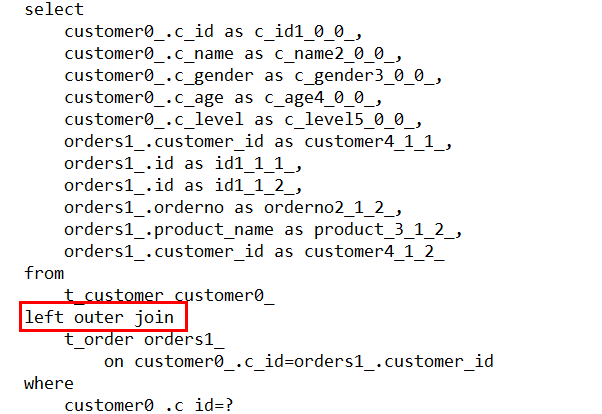 select
customer0_.c_id as c_id1_0_0_,
customer0_.c_name as c_name2_0_0_,
customer0_.c_gender as c_gender3_0_0_,
customer0_.c_age as c_age4_0_0_,
customer0_.c_level as c_level5_0_0_,
orders1_.customer_id as customer4_1_1_,
orders1_.id as id1_1_1_,
orders1_.id as id1_1_2_,
orders1_.orderno as orderno2_1_2_,
orders1_.product_name as product_3_1_2_,
orders1_.customer_id as customer4_1_2_
from
t_customer customer0_
left outer join
t_order orders1_
on customer0_.c_id=orders1_.customer_id
where
customer0_.c_id=?